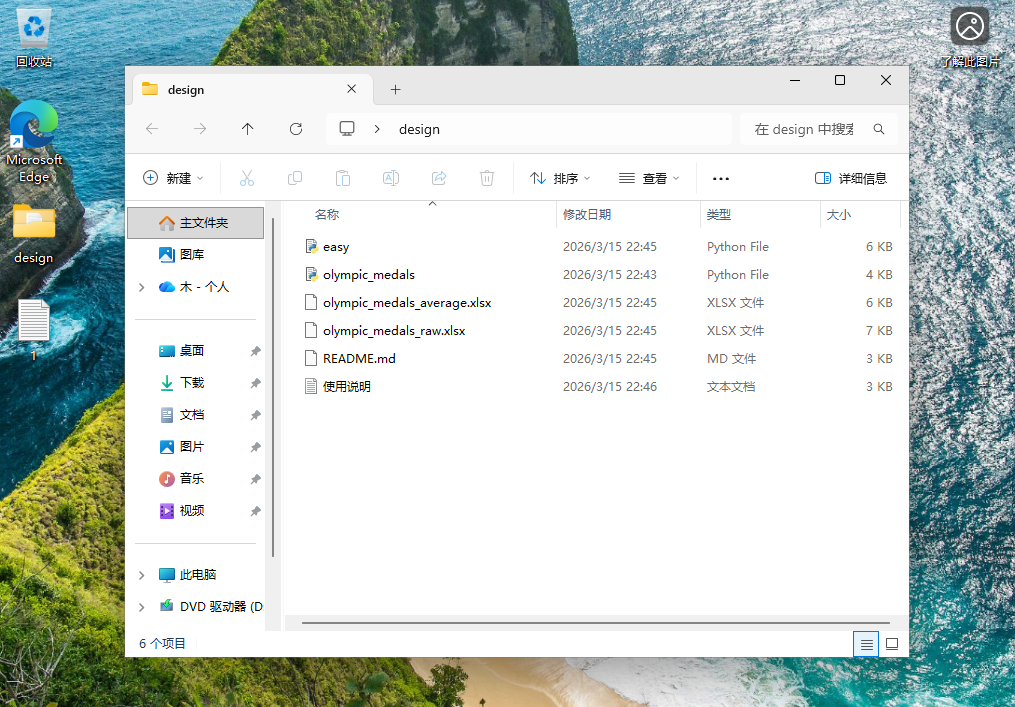 回收站
Microsoft
Edge
design
1
了解此图片
design
design
在 design 中搜索
新建
排序
查看
详细信息
主文件夹
图库
木 - 个人
桌面
下载
文档
图片
音乐
视频
此电脑
DVD 驱动器 (D
名称 修改日期 类型 大小
easy 2026/3/15 22:45 Python File 6 KB
olympic_medals 2026/3/15 22:43 Python File 4 KB
olympic_medals_average.xlsx 2026/3/15 22:45 XLSX 文件 6 KB
olympic_medals_raw.xlsx 2026/3/15 22:45 XLSX 文件 7 KB
README.md 2026/3/15 22:45 MD 文件 3 KB
使用说明 2026/3/15 22:46 文本文档 3 KB
6 个项目